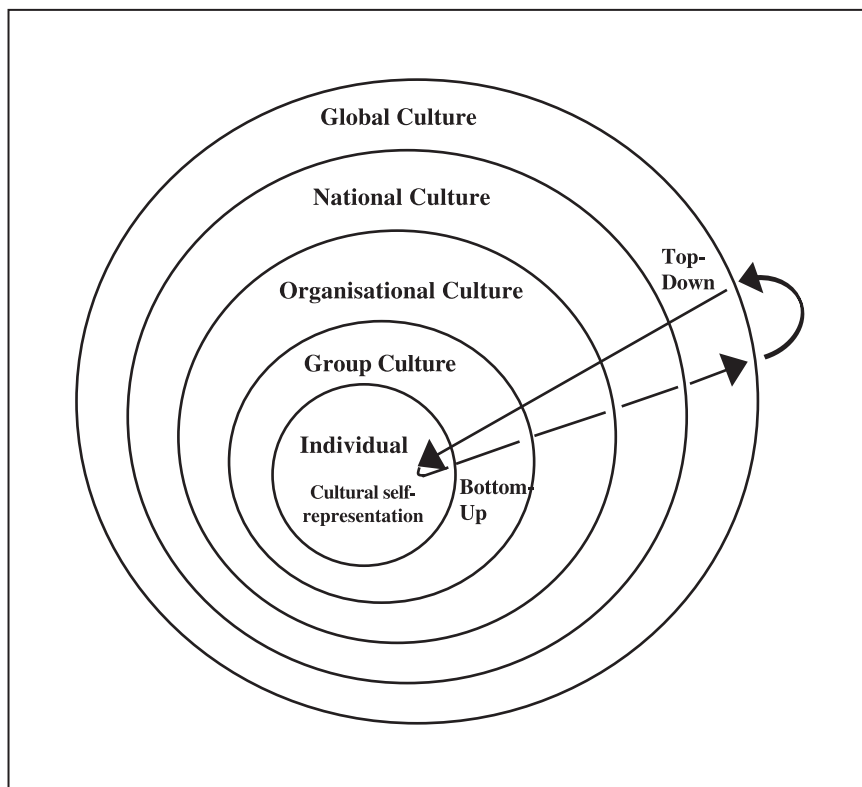 Global Culture
National Culture
Top-
Down
Organisational Culture
Group Culture
Individual
Cultural self-
representation
Bottom-
Up